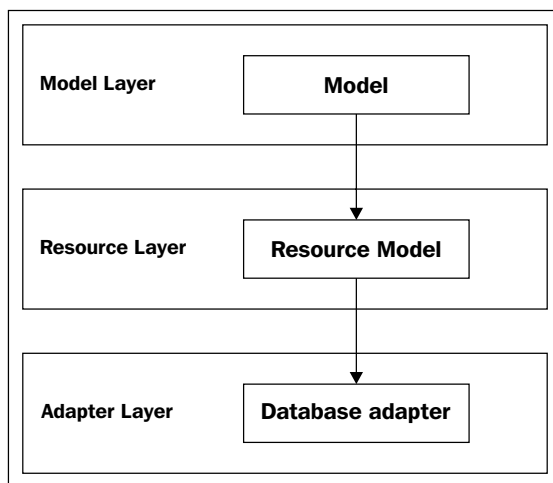 Model Layer
Model
Resource Layer
Resource Model
Adapter Layer
Database adapter